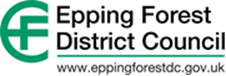 Epping Forest
District Council
www.eppingforestdc.gov.uk